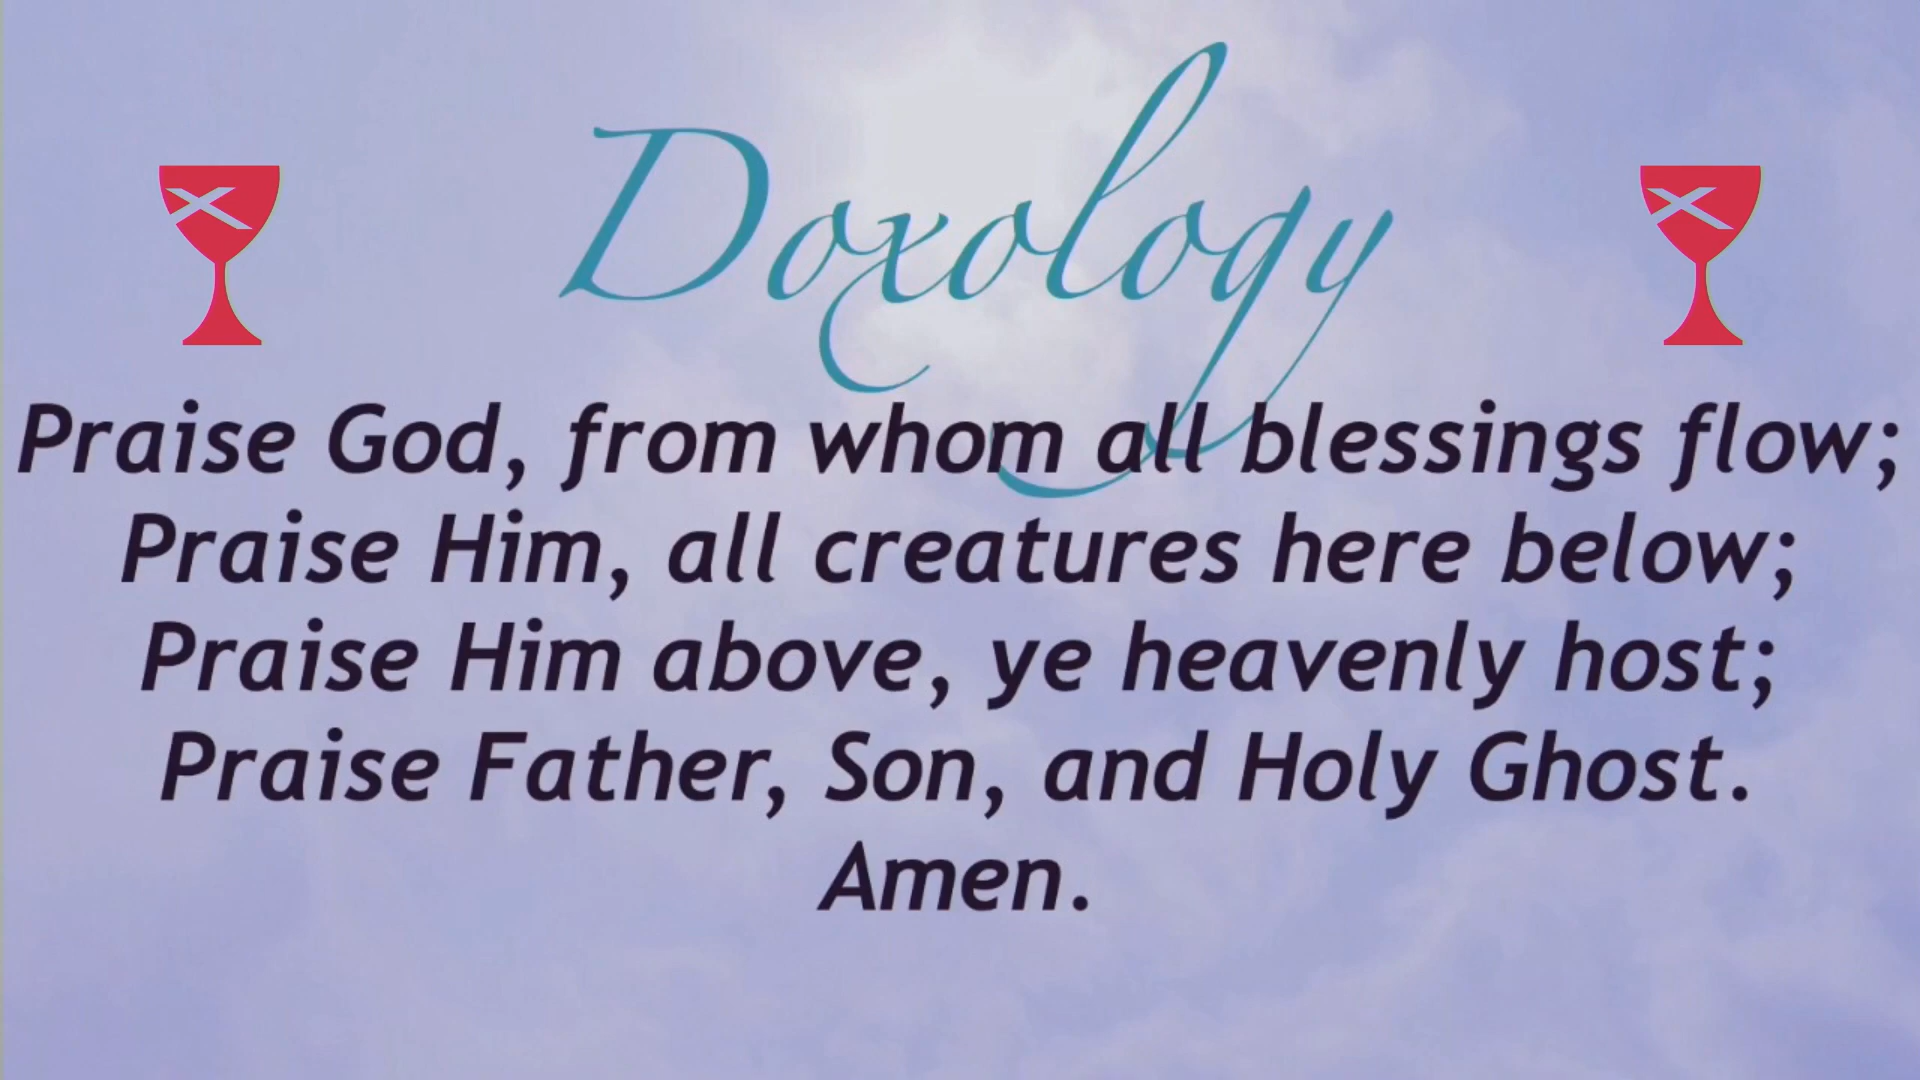 Doxology
Praise God, from whom all blessings flow;
Praise Him, all creatures here below;
Praise Him above, ye heavenly host;
Praise Father, Son, and Holy Ghost.
Amen.